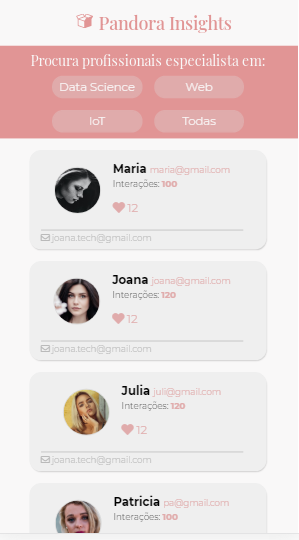 Pandora Insights
Procura profissionais especialista em:
Data Science
Web
IoT
Todas
Maria maria@gmail.com
Interações: 100
12
joana.tech@gmail.com
Joana joana@gmail.com
Interações: 120
12
joana.tech@gmail.com
Julia juli@gmail.com
Interações: 120
12
joana.tech@gmail.com
Patricia pa@gmail.com
Interações: 100